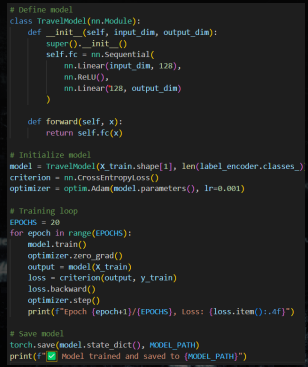 # Define model
class TravelModel(nn.Module):
    def __init__(self, input_dim, output_dim):
        super().__init__()
        self.fc = nn.Sequential(
            nn.Linear(input_dim, 128),
            nn.ReLU(),
            nn.Linear(128, output_dim)
        )

    def forward(self, x):
        return self.fc(x)

# Initialize model
model = TravelModel(X_train.shape[1], len(label_encoder.classes_)
criterion = nn.CrossEntropyLoss()
optimizer = optim.Adam(model.parameters(), lr=0.001)

# Training loop
EPOCHS = 20
for epoch in range(EPOCHS):
    model.train()
    optimizer.zero_grad()
    output = model(X_train)
    loss = criterion(output, y_train)
    loss.backward()
    optimizer.step()
    print(f"Epoch {epoch+1}/{EPOCHS}, Loss: {loss.item():.4f}")

# Save model
torch.save(model.state_dict(), MODEL_PATH)
print(f"✅ Model trained and saved to {MODEL_PATH}")